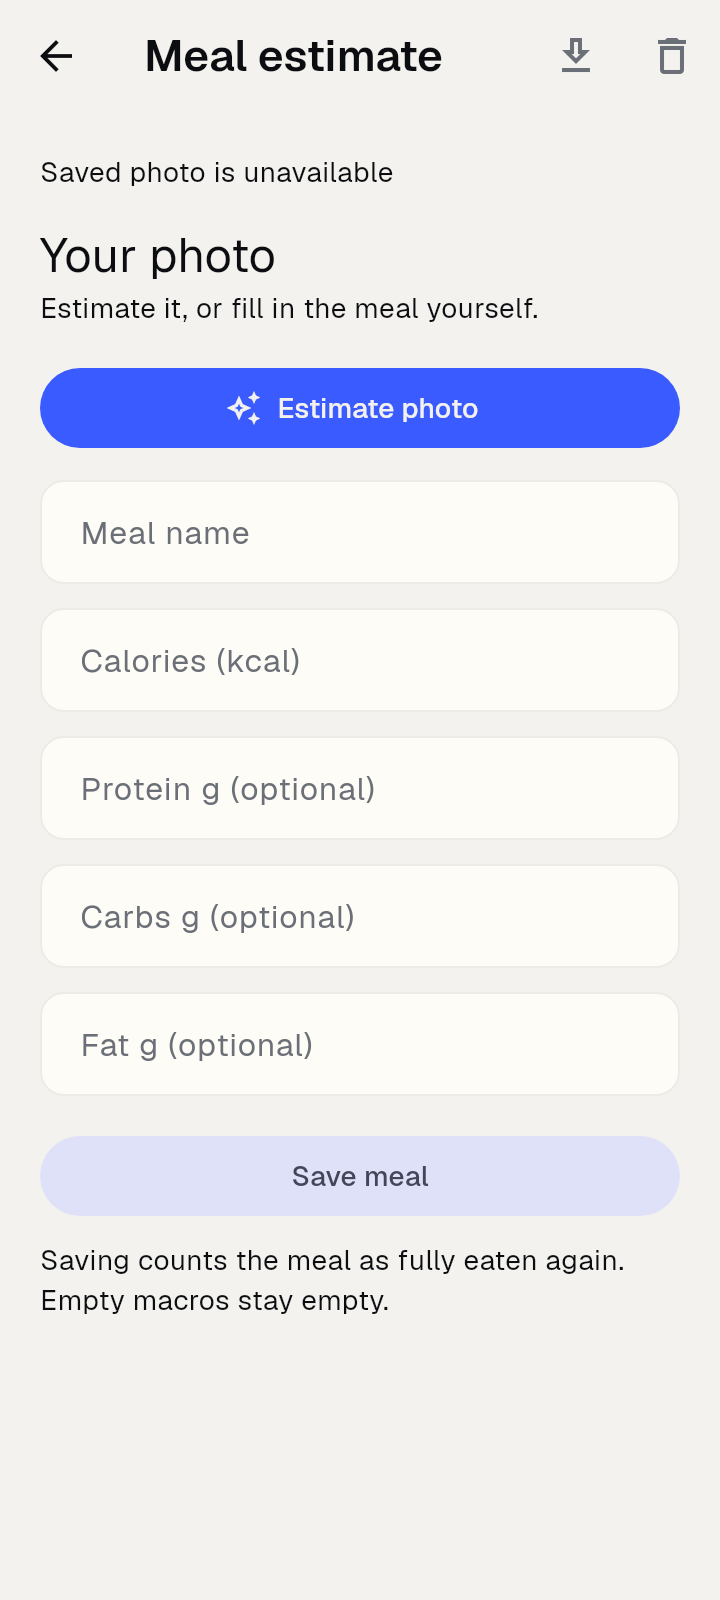 Meal estimate
Saved photo is unavailable
Your photo
Estimate it, or fill in the meal yourself.
Estimate photo
Meal name
Calories (kcal)
Protein g (optional)
Carbs g (optional)
Fat g (optional)
Save meal
Saving counts the meal as fully eaten again.
Empty macros stay empty.